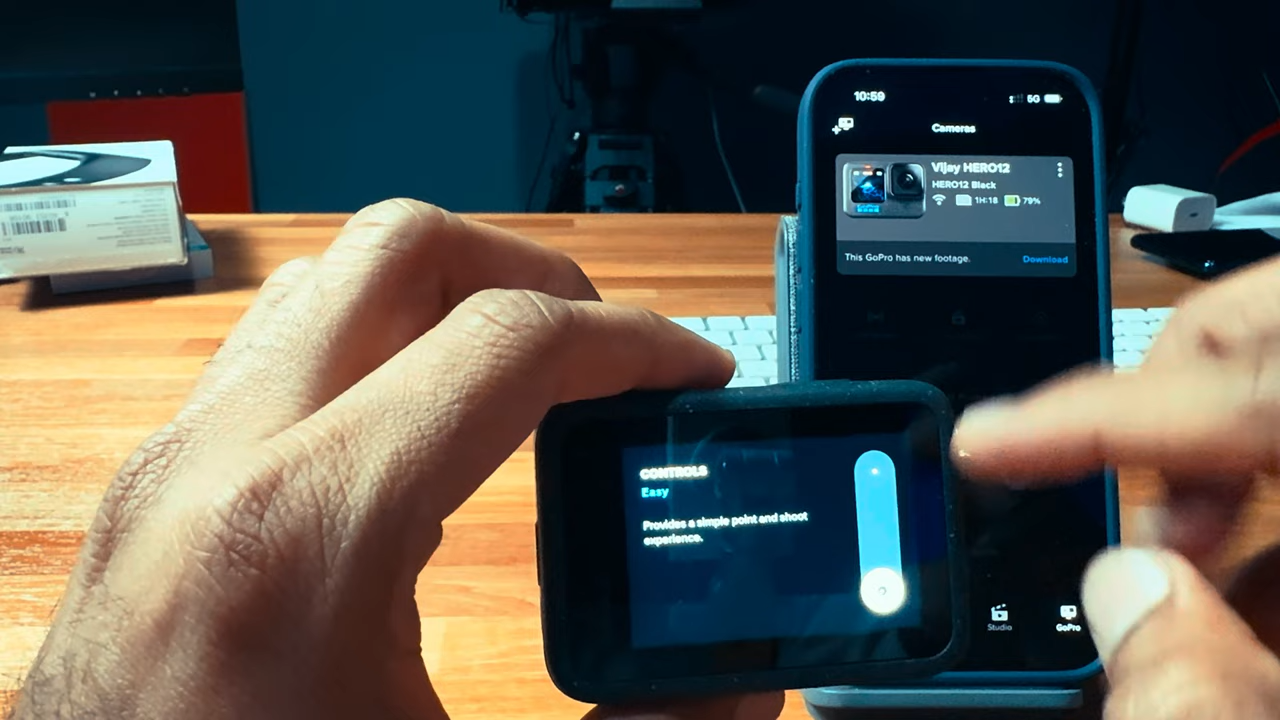 10:59
5G
Cameras
Vijay HERO12
HERO12 Black
1H:18
79%
This GoPro has new footage.
Download
CONTROLS
Easy
Provides a simple point and shoot
experience.
Studio
GoPro